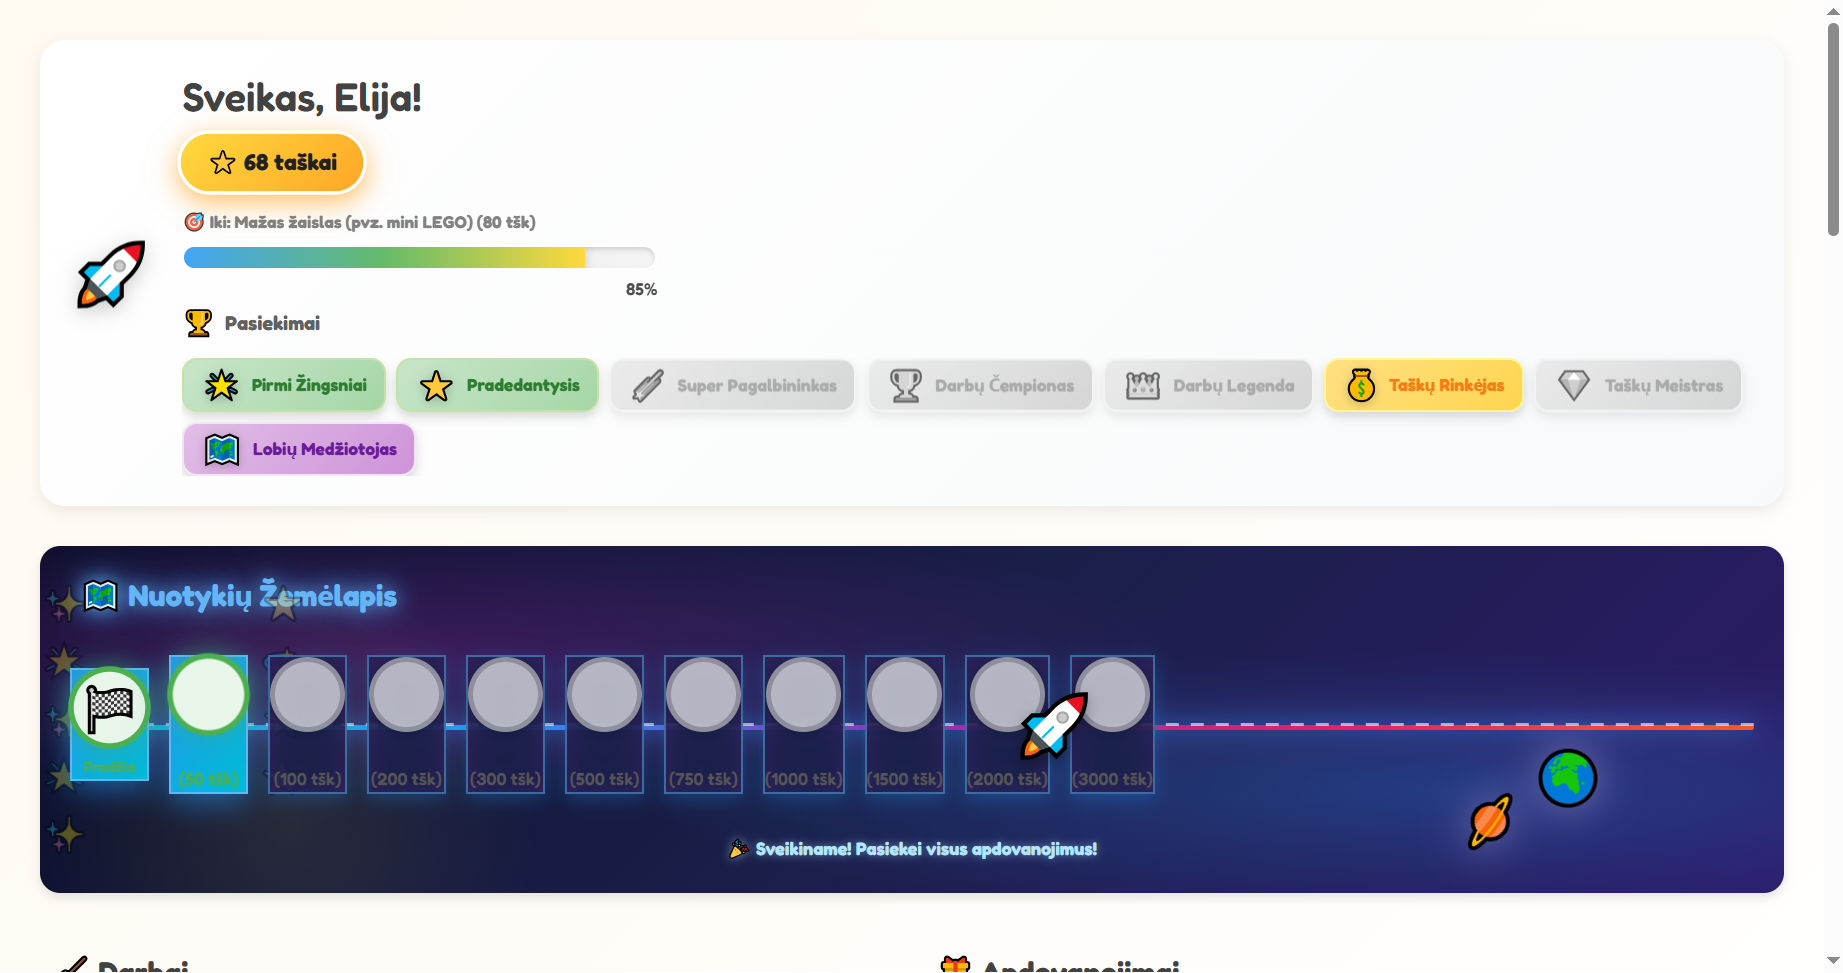 Sveikas, Elija!
68 taškai
Iki: Mažas žaislas (pvz. mini LEGO) (80 tšk)
85%
Pasiekimai
Pirmi Žingsniai
Pradedantysis
Super Pagalbininkas
Darbų Čempionas
Darbų Legenda
Taškų Rinkėjas
Taškų Meistras
Lobių Medžiotojas
Nuotykių Žemėlapis
Pradžia
(50 tšk)
(100 tšk)
(200 tšk)
(300 tšk)
(500 tšk)
(750 tšk)
(1000 tšk)
(1500 tšk)
(2000 tšk)
(3000 tšk)
Sveikiname! Pasiekei visus apdovanojimus!
Darbai
Apdovanojimai